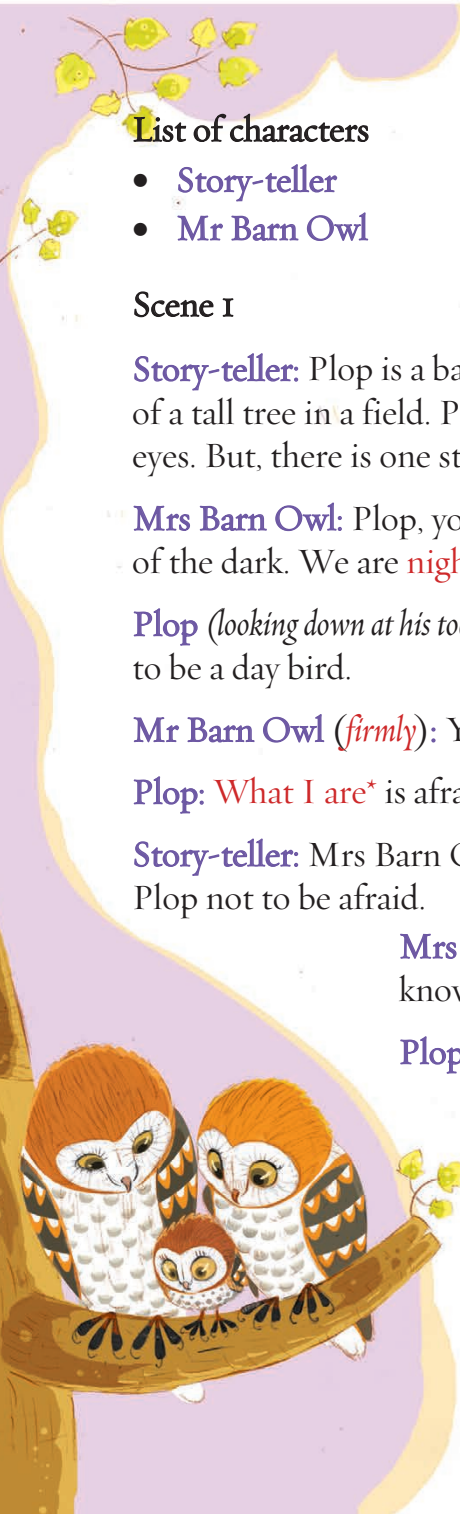 List of characters
• Story-teller
• Mr Barn Owl
Scene 1
Story-teller: Plop is a ba
of a tall tree in a field. P
eyes. But, there is one st
Mrs Barn Owl: Plop, yo
of the dark. We are nigh
Plop (looking down at his toe
to be a day bird.
Mr Barn Owl (firmly): Y
Plop: What I are* is afra
Story-teller: Mrs Barn O
Plop not to be afraid.
Mrs
know
Plop